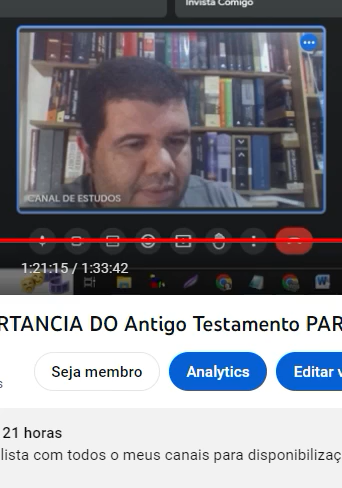 Invista Comigo
CANAL DE ESTUDOS
1:21:15 / 1:33:42
RTANCIA DO Antigo Testamento PAR
s
Seja membro
Analytics
Editar v
21 horas
lista com todos o meus canais para disponibilizaç